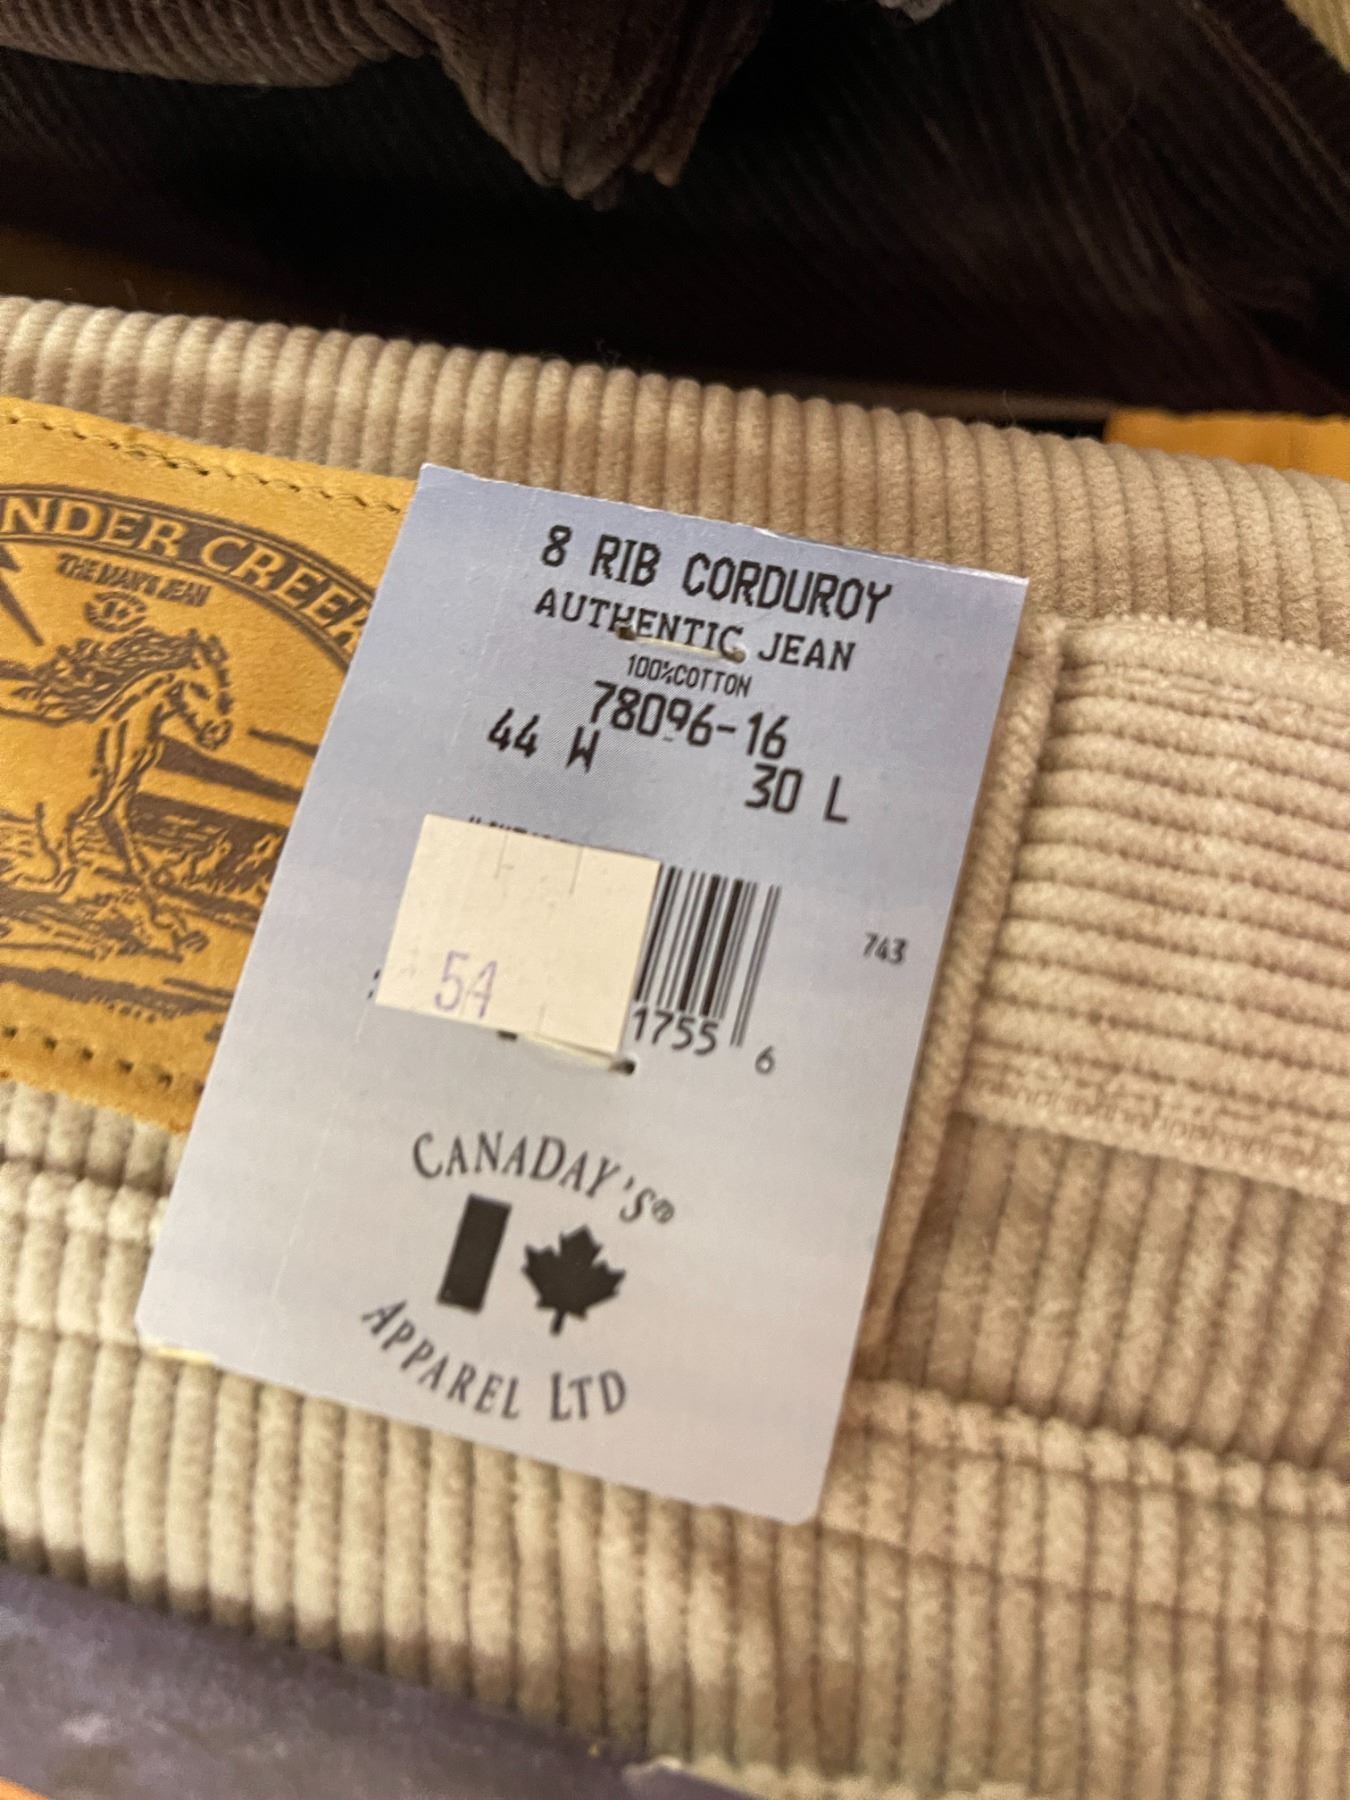 NDER CREEK
THE MAN'S JEAN
8 RIB CORDUROY
AUTHENTIC JEAN
100%COTTON
78096-16
44 W
30 L
743
54
1755
6
CANADAY'S®
APPAREL LTD